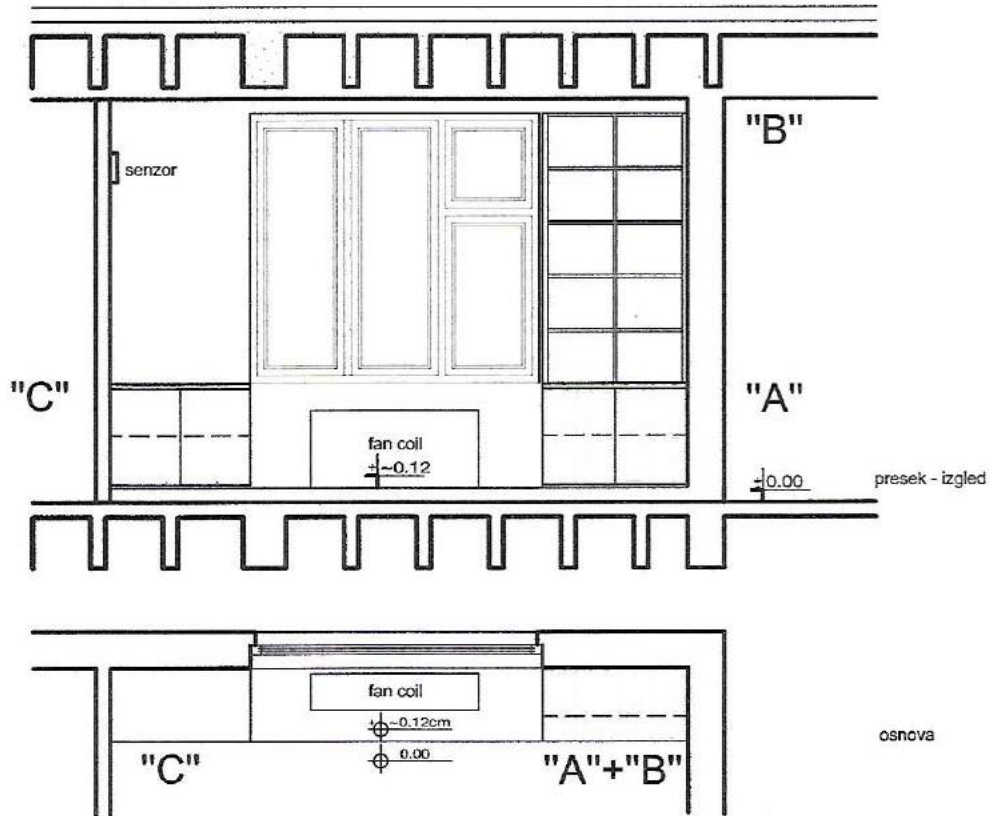 "B"
senzor
"C"
"A"
fan coil
±~0.12
±0.00
presek - izgled
fan coil
±~0.12cm
0.00
osnova
"C"
"A"+"B"